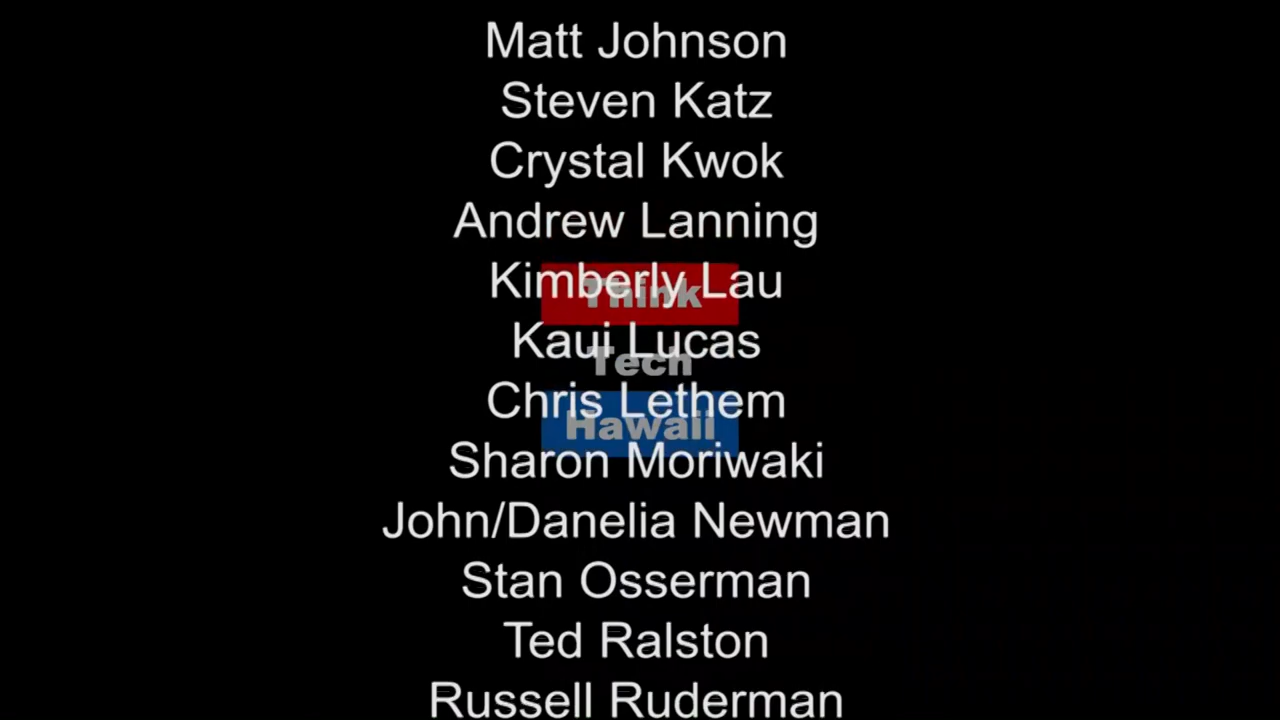 Matt Johnson
Steven Katz
Crystal Kwok
Andrew Lanning
Kimberly Lau
Think
Kaui Lucas
Tech
Chris Lethem
Hawaii
Sharon Moriwaki
John/Danelia Newman
Stan Osserman
Ted Ralston
Russell Ruderman